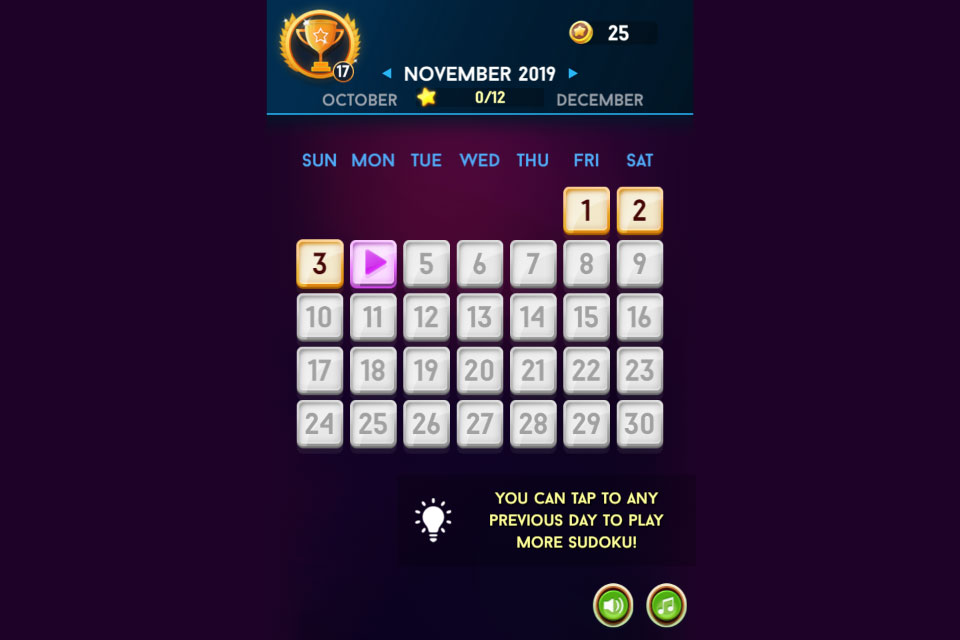 25
17
NOVEMBER 2019
OCTOBER 0/12 DECEMBER
SUN MON TUE WED THU FRI SAT
1 2
3 5 6 7 8 9
10 11 12 13 14 15 16
17 18 19 20 21 22 23
24 25 26 27 28 29 30
YOU CAN TAP TO ANY
PREVIOUS DAY TO PLAY
MORE SUDOKU!